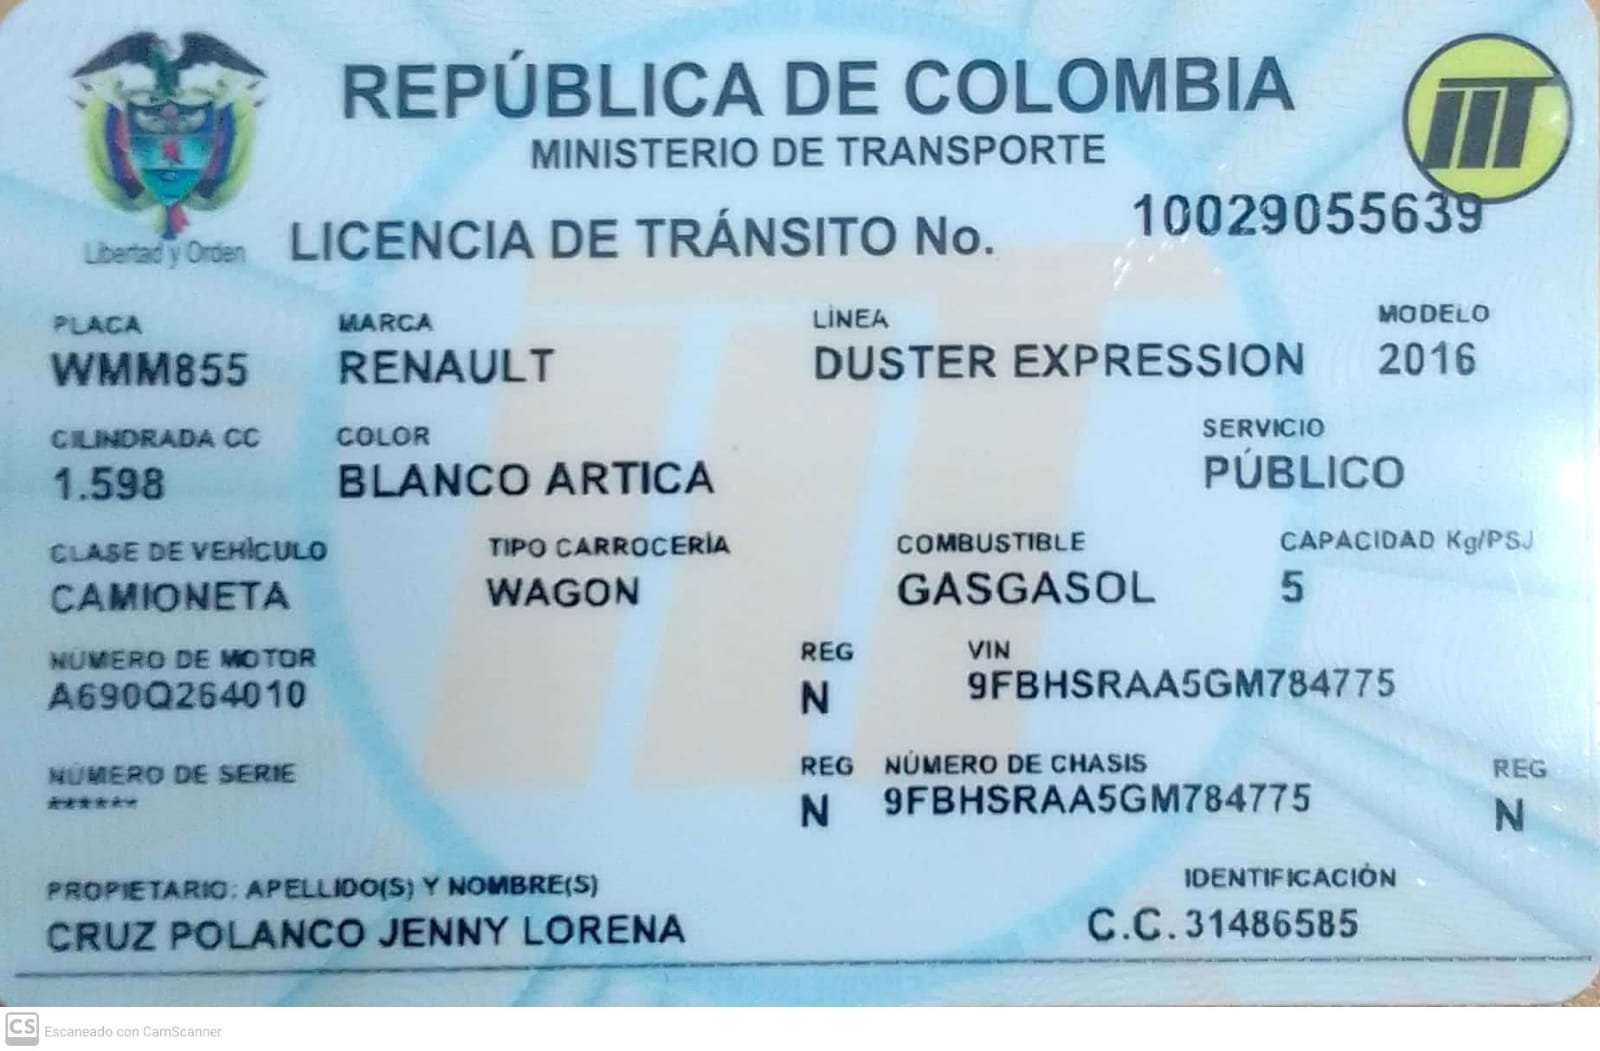 REPÚBLICA DE COLOMBIA
MINISTERIO DE TRANSPORTE
Libertad y Orden
LICENCIA DE TRÁNSITO No. 10029055639
PLACA MARCA LÍNEA MODELO
WMM855 RENAULT DUSTER EXPRESSION 2016
CILINDRADA CC COLOR SERVICIO
1.598 BLANCO ARTICA PÚBLICO
CLASE DE VEHÍCULO TIPO CARROCERÍA COMBUSTIBLE CAPACIDAD Kg/PSJ
CAMIONETA WAGON GASGASOL 5
NÚMERO DE MOTOR REG VIN
A690Q264010 N 9FBHSRAA5GM784775
NÚMERO DE SERIE REG NÚMERO DE CHASIS REG
****** N 9FBHSRAA5GM784775 N
PROPIETARIO: APELLIDO(S) Y NOMBRE(S) IDENTIFICACIÓN
CRUZ POLANCO JENNY LORENA C.C. 31486585
CS Escaneado con CamScanner